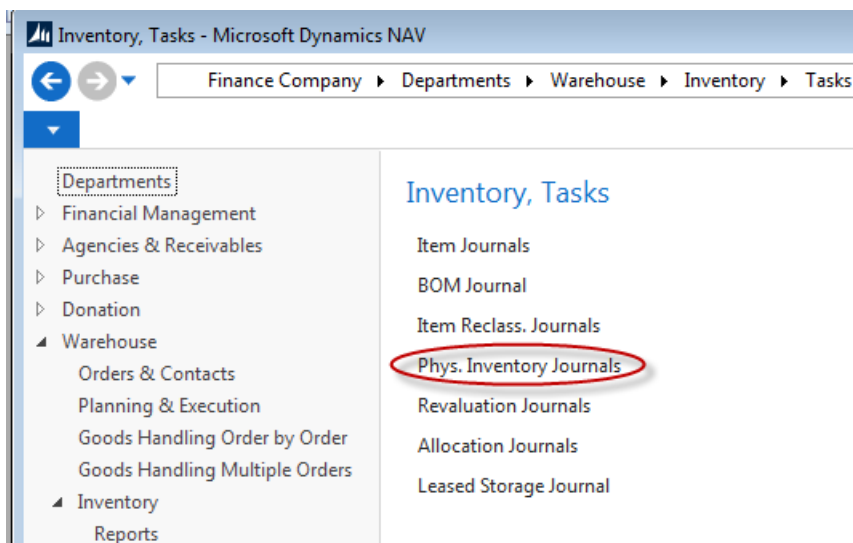 Inventory, Tasks - Microsoft Dynamics NAV
Finance Company Departments Warehouse Inventory Tasks
Departments
Financial Management
Agencies & Receivables
Purchase
Donation
Warehouse
Orders & Contacts
Planning & Execution
Goods Handling Order by Order
Goods Handling Multiple Orders
Inventory
Reports
Inventory, Tasks
Item Journals
BOM Journal
Item Reclass. Journals
Phys. Inventory Journals
Revaluation Journals
Allocation Journals
Leased Storage Journal